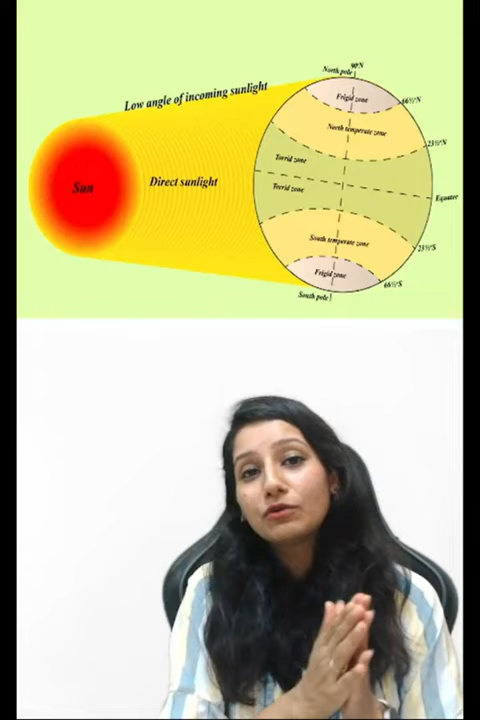 90°N
North pole
Low angle of incoming sunlight
Frigid zone
66½°N
North temperate zone
23½°N
Torrid zone
Sun
Direct sunlight
Torrid zone
Equator
South temperate zone
23½°S
Frigid zone
66½°S
South pole